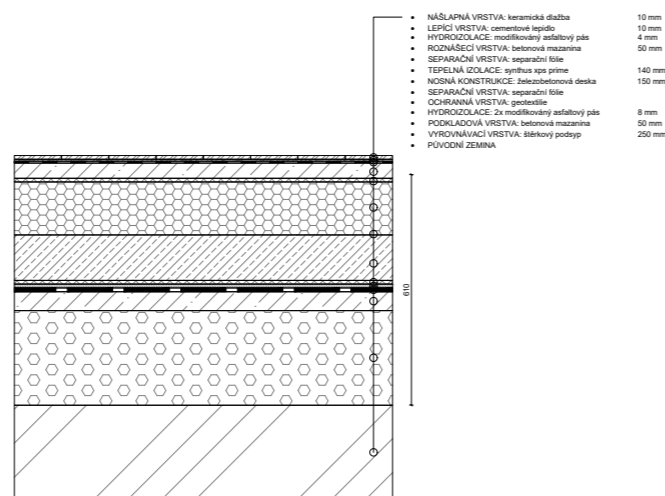 • NÁŠLAPNÁ VRSTVA: keramická dlažba 10 mm
• LEPÍCÍ VRSTVA: cementové lepidlo 10 mm
• HYDROIZOLACE: modifikovaný asfaltový pás 4 mm
• ROZNÁŠECÍ VRSTVA: betonová mazanina 50 mm
• SEPARAČNÍ VRSTVA: separační fólie
• TEPELNÁ IZOLACE: synthus xps prime 140 mm
• NOSNÁ KONSTRUKCE: železobetonová deska 150 mm
• SEPARAČNÍ VRSTVA: separační fólie
• OCHRANNÁ VRSTVA: geotextilie
• HYDROIZOLACE: 2x modifikovaný asfaltový pás 8 mm
• PODKLADOVÁ VRSTVA: betonová mazanina 50 mm
• VYROVNÁVACÍ VRSTVA: štěrkový podsyp 250 mm
• PŮVODNÍ ZEMINA
610